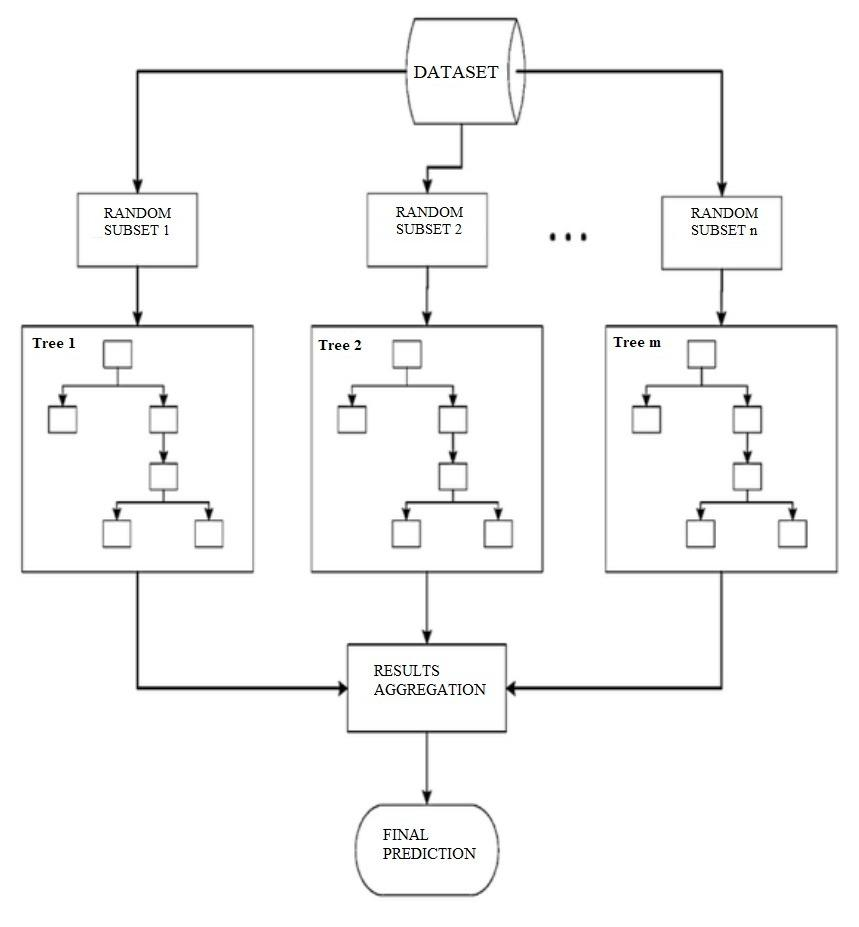 DATASET
RANDOM
SUBSET 1
RANDOM
SUBSET 2
...
RANDOM
SUBSET n
Tree 1
Tree 2
Tree m
RESULTS
AGGREGATION
FINAL
PREDICTION